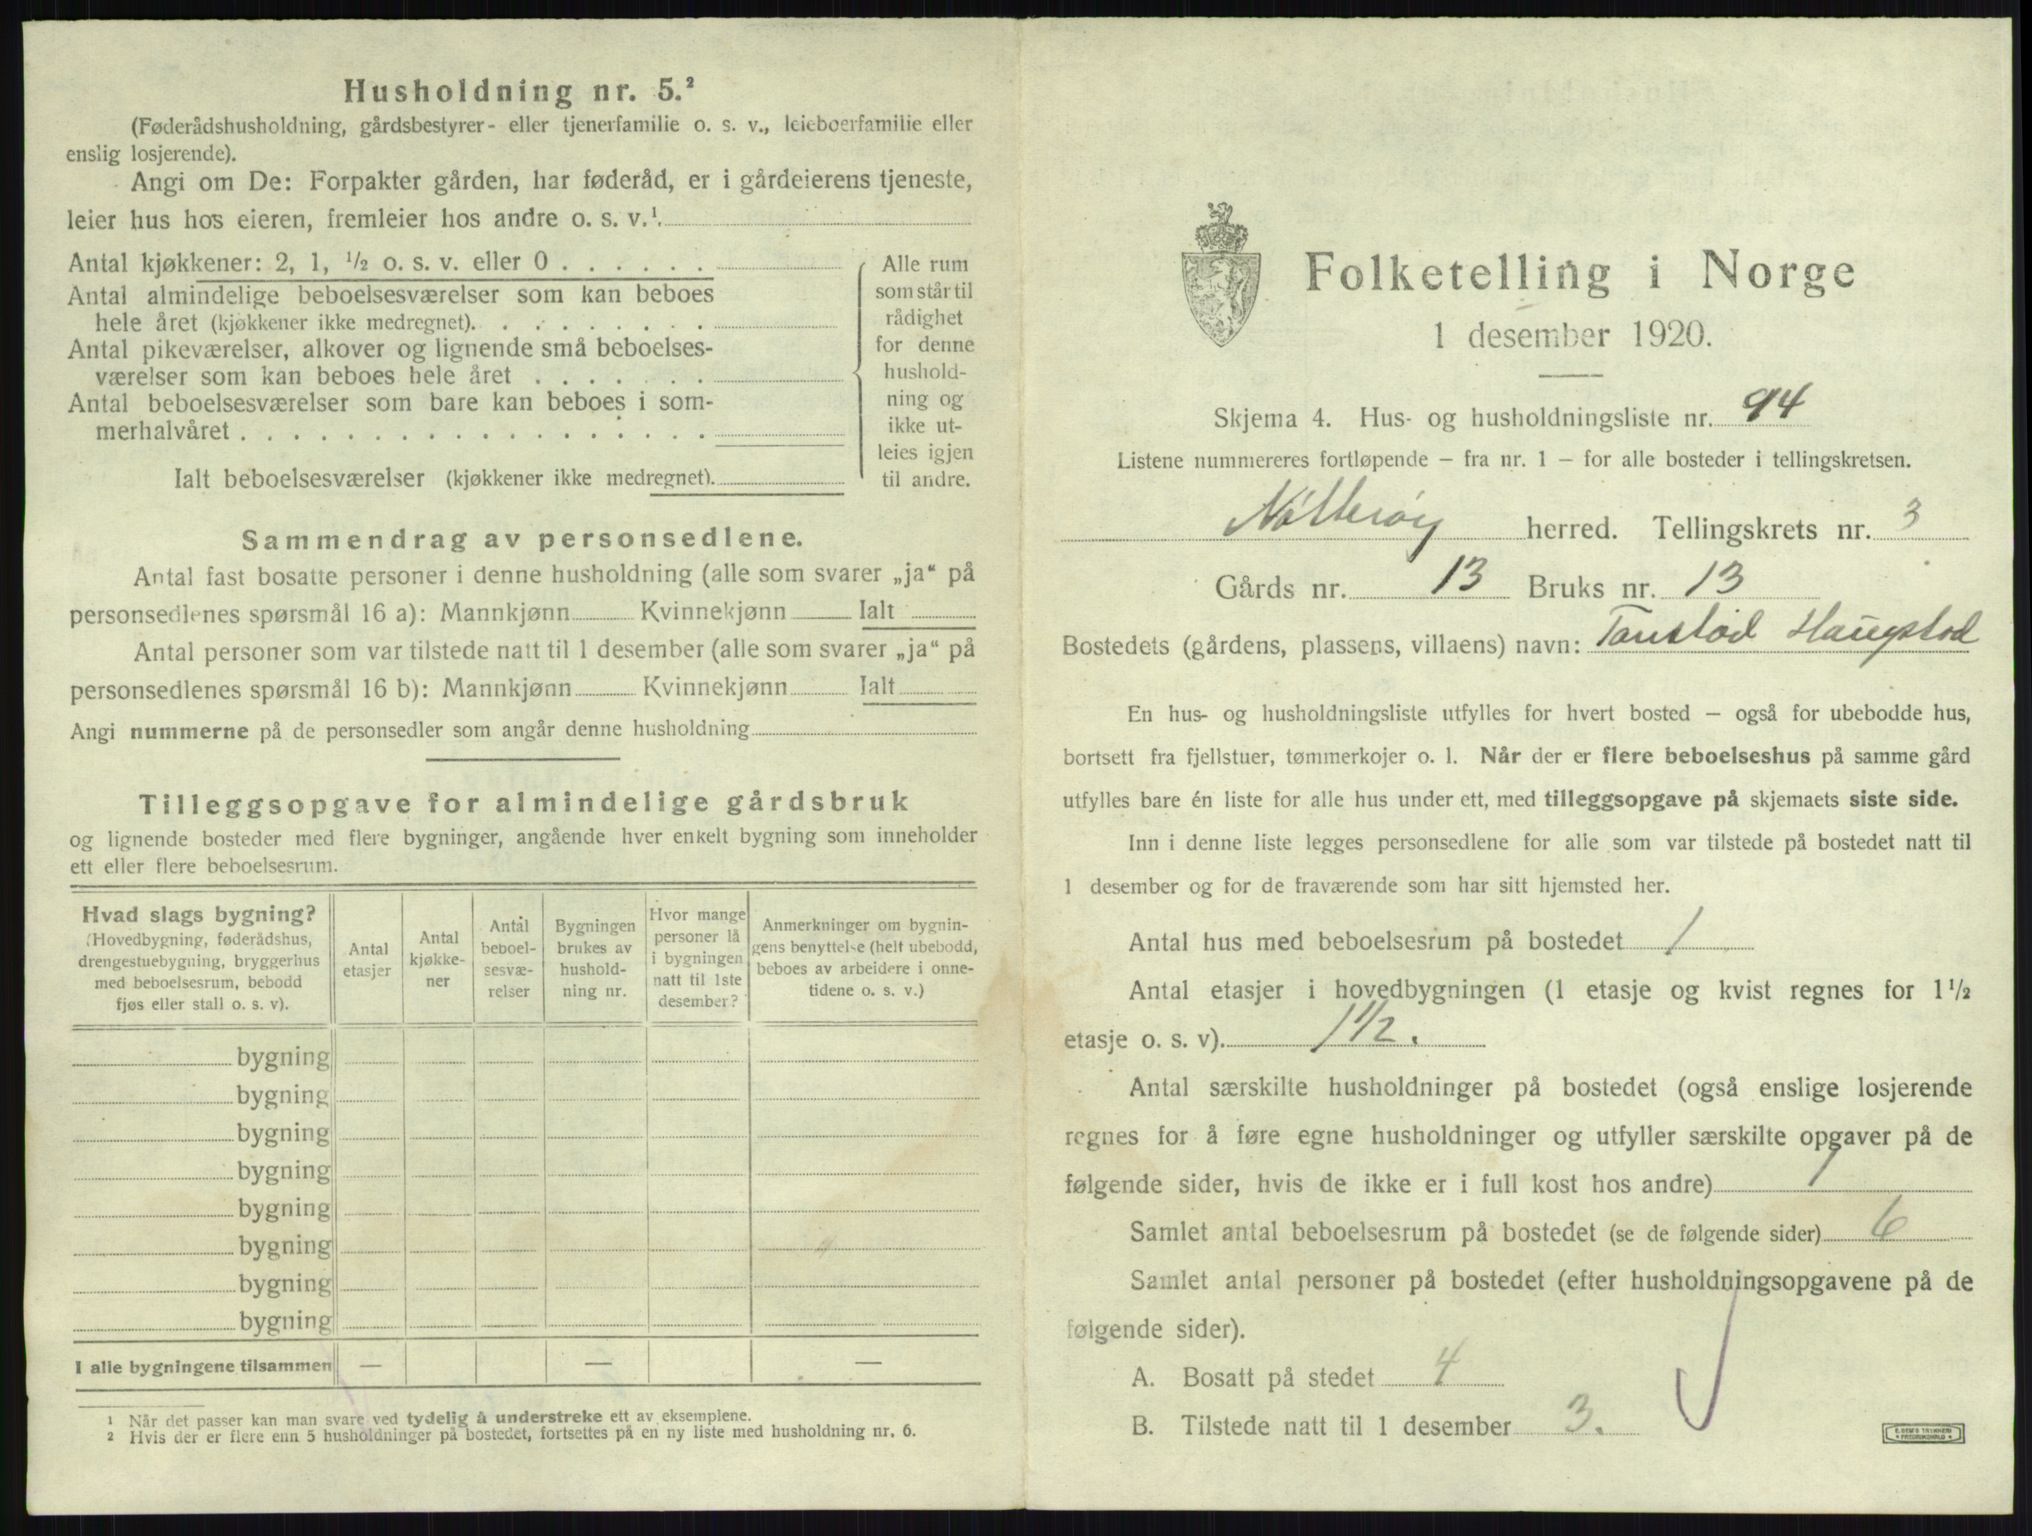 Husholdning nr. 5.²
(Føderådshusholdning, gårdsbestyrer- eller tjenerfamilie o. s. v., leieboerfamilie eller
enslig losjerende).
Angi om De: Forpakter gården, har føderåd, er i gårdeierens tjeneste,
leier hus hos eieren, fremleier hos andre o. s. v.¹
Antal kjøkkener: 2, 1, ½ o. s. v. eller 0 . . . . . .
Antal almindelige beboelsesværelser som kan beboes
hele året (kjøkkener ikke medregnet). . . . . . . . .
Antal pikeværelser, alkover og lignende små beboelses-
værelser som kan beboes hele året . . . . . . .
Antal beboelsesværelser som bare kan beboes i som-
merhalvåret . . . . . . . . . . . . . . . . . .
Ialt beboelsesværelser (kjøkkener ikke medregnet).
Alle rum
som står til
rådighet
for denne
hushold-
ning og
ikke ut-
leies igjen
til andre.
Sammendrag av personsedlene.
Antal fast bosatte personer i denne husholdning (alle som svarer „ja“ på
personsedlenes spørsmål 16 a): Mannkjønn Kvinnekjønn Ialt
Antal personer som var tilstede natt til 1 desember (alle som svarer „ja“ på
personsedlenes spørsmål 16 b): Mannkjønn Kvinnekjønn Ialt
Angi nummerne på de personsedler som angår denne husholdning
Tilleggsopgave for almindelige gårdsbruk
og lignende bosteder med flere bygninger, angående hver enkelt bygning som inneholder
ett eller flere beboelsesrum.
Hvad slags bygning?
(Hovedbygning, føderådshus,
drengestuebygning, bryggerhus
med beboelsesrum, bebodd
fjøs eller stall o. s. v).
Antal
etasjer
Antal
kjøkke-
ner
Antal
beboel-
sesvæ-
relser
Bygningen
brukes av
hushold-
ning nr.
Hvor mange
personer lå
i bygningen
natt til 1ste
desember?
Anmerkninger om bygnin-
gens benyttelse (helt ubebodd,
beboes av arbeidere i onne-
tidene o. s. v.)
bygning
bygning
bygning
bygning
bygning
bygning
bygning
bygning
I alle bygningene tilsammen — — —
¹ Når det passer kan man svare ved tydelig å understreke ett av eksemplene.
² Hvis der er flere enn 5 husholdninger på bostedet, fortsettes på en ny liste med husholdning nr. 6.
Folketelling i Norge
1 desember 1920.
Skjema 4. Hus- og husholdningsliste nr. 94
Listene nummereres fortløpende – fra nr. 1 – for alle bosteder i tellingskretsen.
Nøtterøy herred. Tellingskrets nr. 3
Gårds nr. 13 Bruks nr. 13
Bostedets (gårdens, plassens, villaens) navn: Tanstod Haugstod
En hus- og husholdningsliste utfylles for hvert bosted – også for ubebodde hus,
bortsett fra fjellstuer, tømmerkojer o. l. Når der er flere beboelseshus på samme gård
utfylles bare én liste for alle hus under ett, med tilleggsopgave på skjemaets siste side.
Inn i denne liste legges personsedlene for alle som var tilstede på bostedet natt til
1 desember og for de fraværende som har sitt hjemsted her.
Antal hus med beboelsesrum på bostedet 1
Antal etasjer i hovedbygningen (1 etasje og kvist regnes for 1½
etasje o. s. v). 1½.
Antal særskilte husholdninger på bostedet (også enslige losjerende
regnes for å føre egne husholdninger og utfyller særskilte opgaver på de
følgende sider, hvis de ikke er i full kost hos andre) 1
Samlet antal beboelsesrum på bostedet (se de følgende sider) 6
Samlet antal personer på bostedet (efter husholdningsopgavene på de
følgende sider).
A. Bosatt på stedet 4
B. Tilstede natt til 1 desember 3.